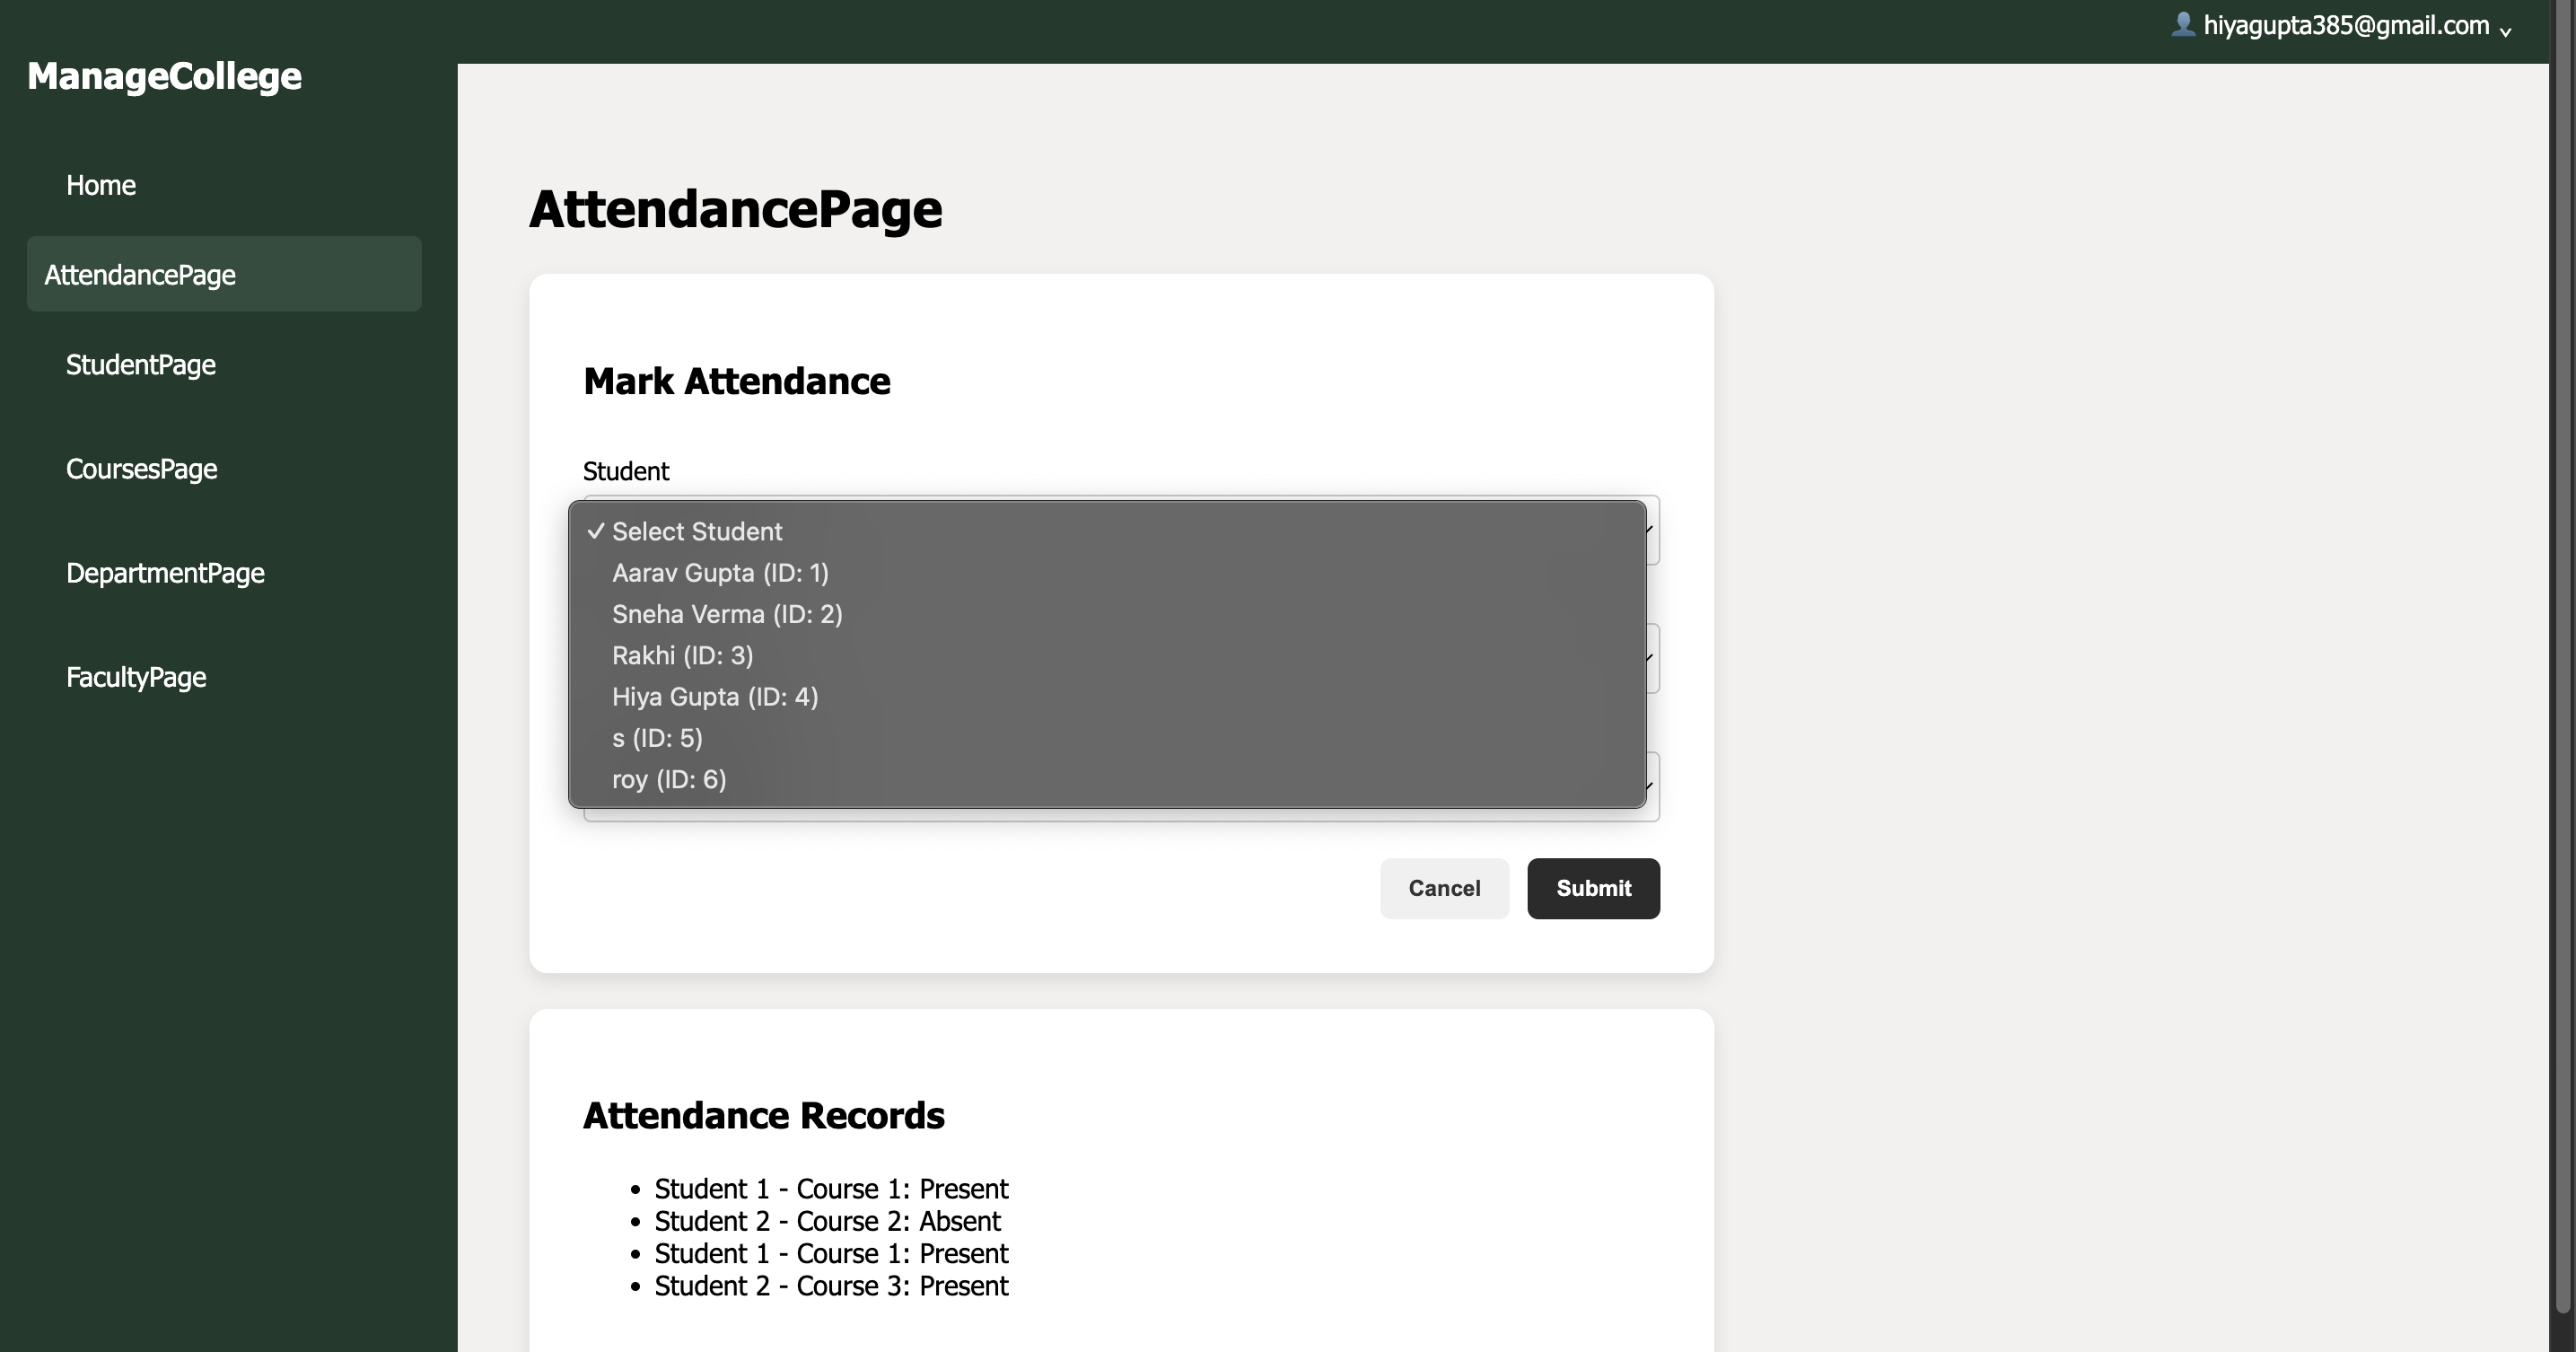 hiyagupta385@gmail.com
ManageCollege
Home
AttendancePage
StudentPage
CoursesPage
DepartmentPage
FacultyPage
AttendancePage
Mark Attendance
Student
✓ Select Student
Aarav Gupta (ID: 1)
Sneha Verma (ID: 2)
Rakhi (ID: 3)
Hiya Gupta (ID: 4)
s (ID: 5)
roy (ID: 6)
Cancel
Submit
Attendance Records
• Student 1 - Course 1: Present
• Student 2 - Course 2: Absent
• Student 1 - Course 1: Present
• Student 2 - Course 3: Present